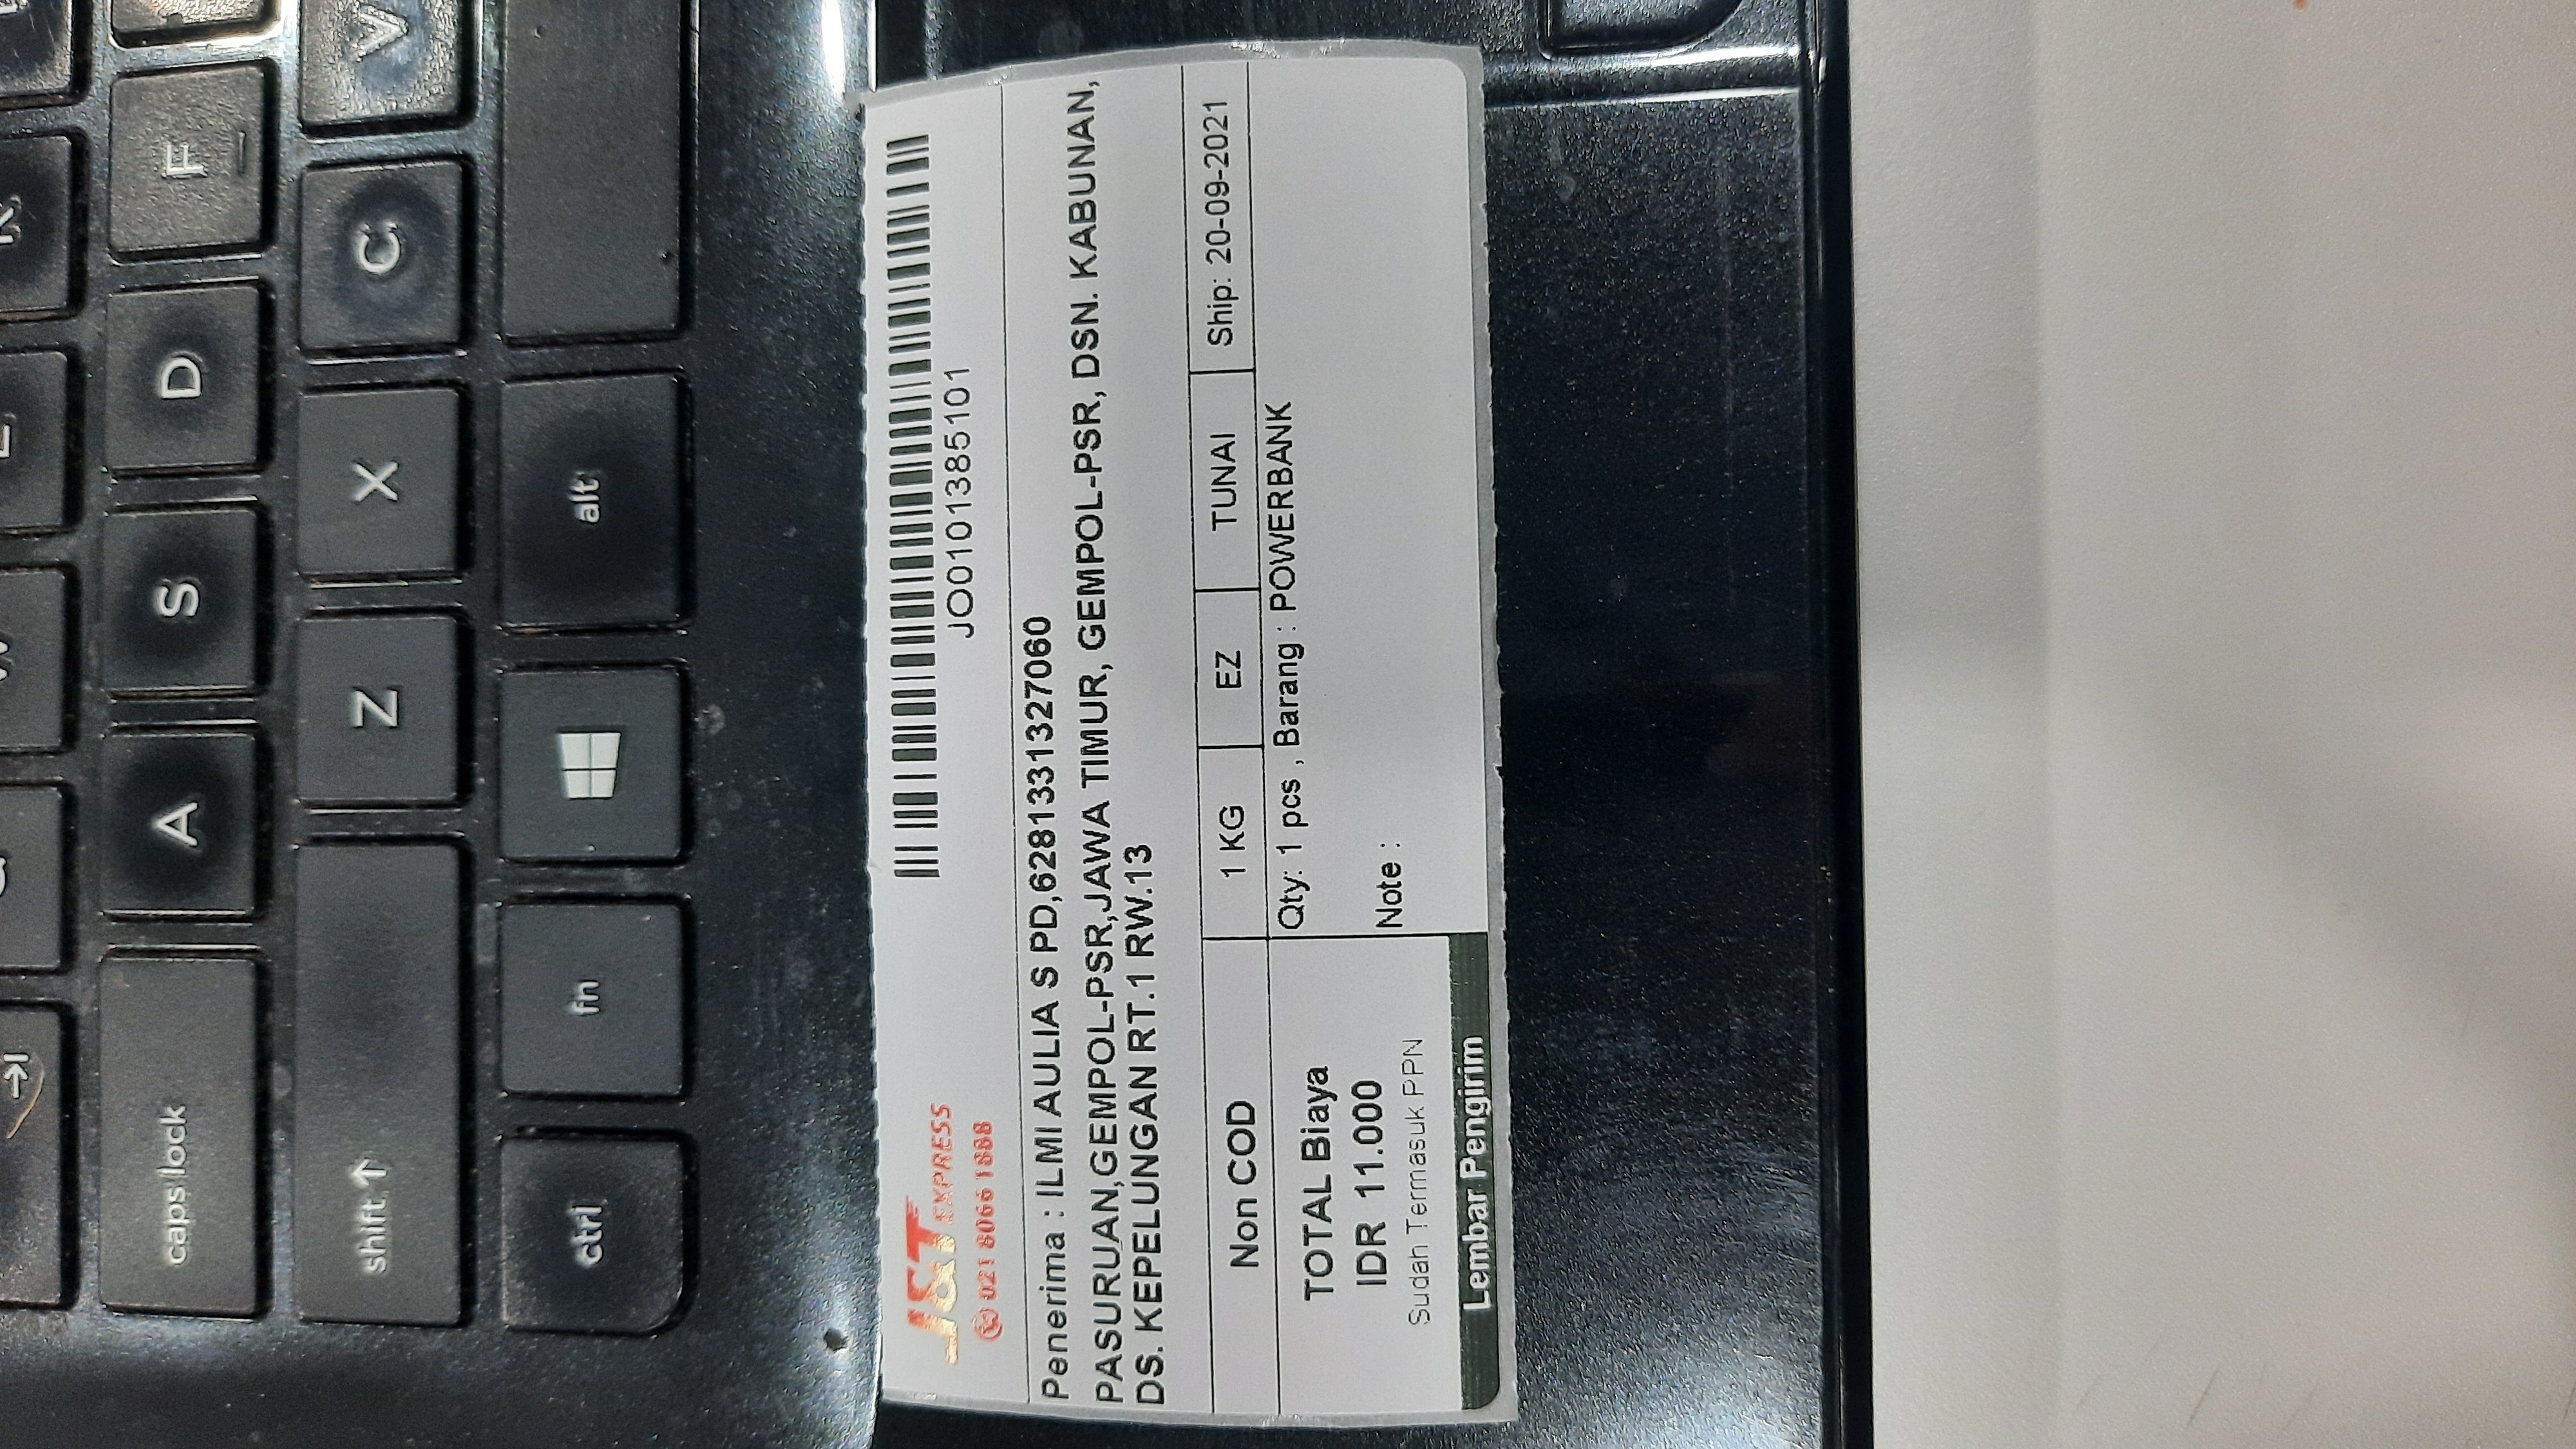 caps lock
A
S
D
F
shift
Z
X
C
V
ctrl
fn
alt
J&T EXPRESS
021 8066 1888
JO0101385101
Penerima : ILMI AULIA S PD,6281331327060
PASURUAN,GEMPOL-PSR,JAWA TIMUR, GEMPOL-PSR, DSN. KABUNAN,
DS. KEPELUNGAN RT.1 RW.13
Non COD
1 KG
EZ
TUNAI
Ship: 20-09-2021
TOTAL Biaya
IDR 11.000
Sudah Termasuk PPN
Lembar Pengirim
Qty: 1 pcs , Barang : POWERBANK
Note :